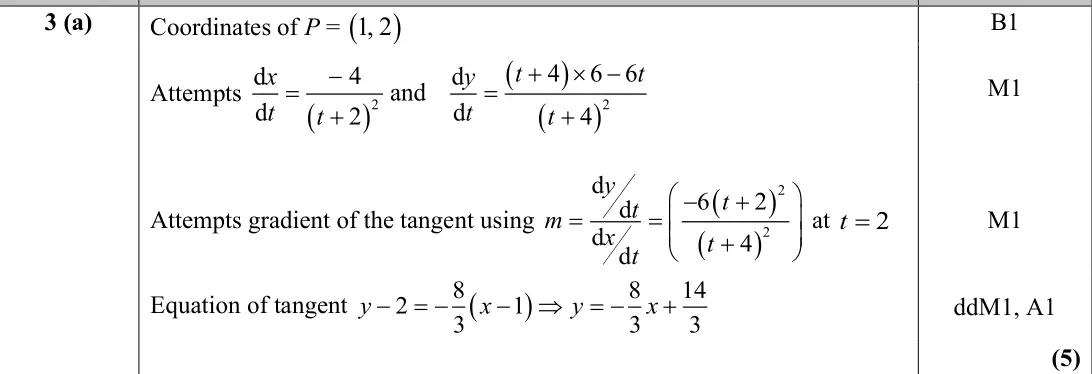 3 (a) Coordinates of P = (1, 2) B1
Attempts dx/dt = −4/(t + 2)² and dy/dt = ((t + 4) × 6 − 6t)/(t + 4)² M1
Attempts gradient of the tangent using m = (dy/dt)/(dx/dt) = (−6(t + 2)²/(t + 4)²) at t = 2 M1
Equation of tangent y − 2 = −8/3(x − 1) ⇒ y = −8/3 x + 14/3 ddM1, A1
(5)